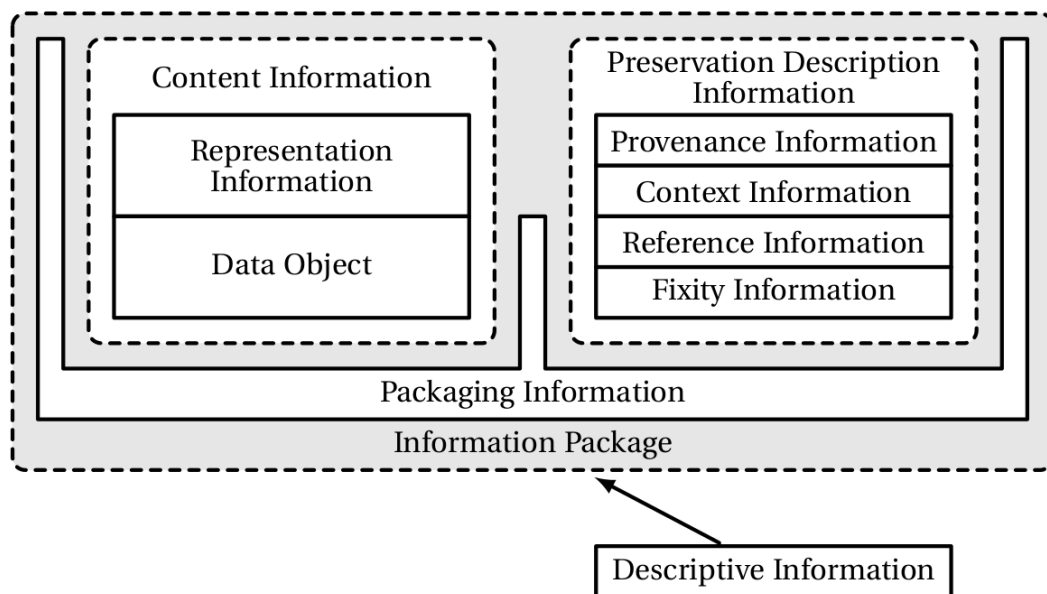 Content Information
Representation
Information
Data Object
Preservation Description
Information
Provenance Information
Context Information
Reference Information
Fixity Information
Packaging Information
Information Package
Descriptive Information